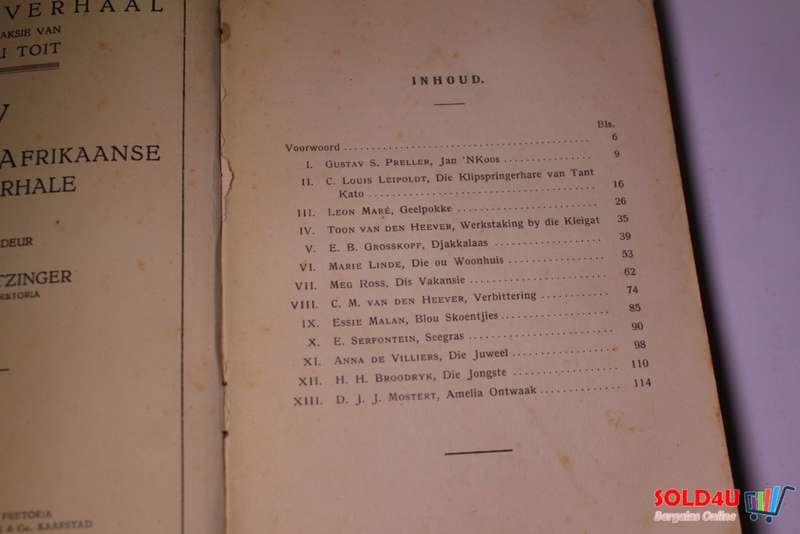 VERHAAL
AKSIE VAN
U TOIT
V
AFRIKAANSE
RHALE
DEUR
TZINGER
PRETORIA
& Co., KAAPSTAD
INHOUD.
Bls.
Voorwoord 6
I. GUSTAV S. PRELLER, Jan 'NKoos 9
II. C. LOUIS LEIPOLDT, Die Klipspringerhare van Tant
Kato 16
III. LEON MARÉ, Geelpokke 26
IV. TOON VAN DEN HEEVER, Werkstaking by die Kleigat 35
V. E. B. GROSSKOPF, Djakkalaas 39
VI. MARIE LINDE, Die ou Woonhuis 53
VII. MEG ROSS, Dis Vakansie 62
VIII. C. M. VAN DEN HEEVER, Verbittering 74
IX. ESSIE MALAN, Blou Skoentjies 85
X. E. SERFONTEIN, Seegras 90
XI. ANNA DE VILLIERS, Die Juweel 98
XII. H. H. BROODRYK, Die Jongste 110
XIII. D. J. J. MOSTERT, Amelia Ontwaak 114
SOLD4U
Bargains Online